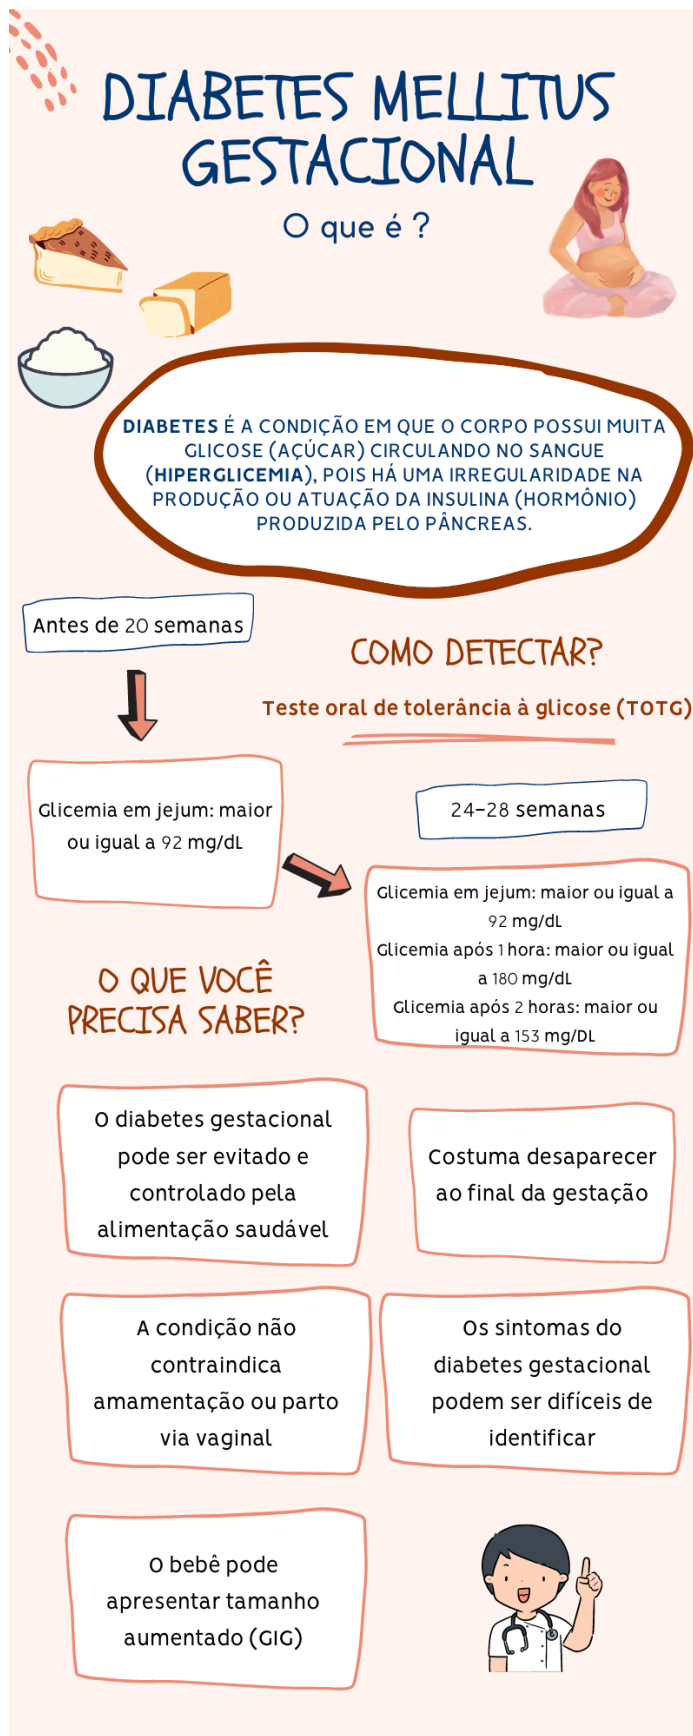 DIABETES MELLITUS
GESTACIONAL
O que é ?
DIABETES É A CONDIÇÃO EM QUE O CORPO POSSUI MUITA
GLICOSE (AÇÚCAR) CIRCULANDO NO SANGUE
(HIPERGLICEMIA), POIS HÁ UMA IRREGULARIDADE NA
PRODUÇÃO OU ATUAÇÃO DA INSULINA (HORMÔNIO)
PRODUZIDA PELO PÂNCREAS.
Antes de 20 semanas
COMO DETECTAR?
Teste oral de tolerância à glicose (TOTG)
Glicemia em jejum: maior
ou igual a 92 mg/dL
24-28 semanas
Glicemia em jejum: maior ou igual a
92 mg/dL
Glicemia após 1 hora: maior ou igual
a 180 mg/dL
Glicemia após 2 horas: maior ou
igual a 153 mg/DL
O QUE VOCÊ
PRECISA SABER?
O diabetes gestacional
pode ser evitado e
controlado pela
alimentação saudável
Costuma desaparecer
ao final da gestação
A condição não
contraindica
amamentação ou parto
via vaginal
Os sintomas do
diabetes gestacional
podem ser difíceis de
identificar
O bebê pode
apresentar tamanho
aumentado (GIG)